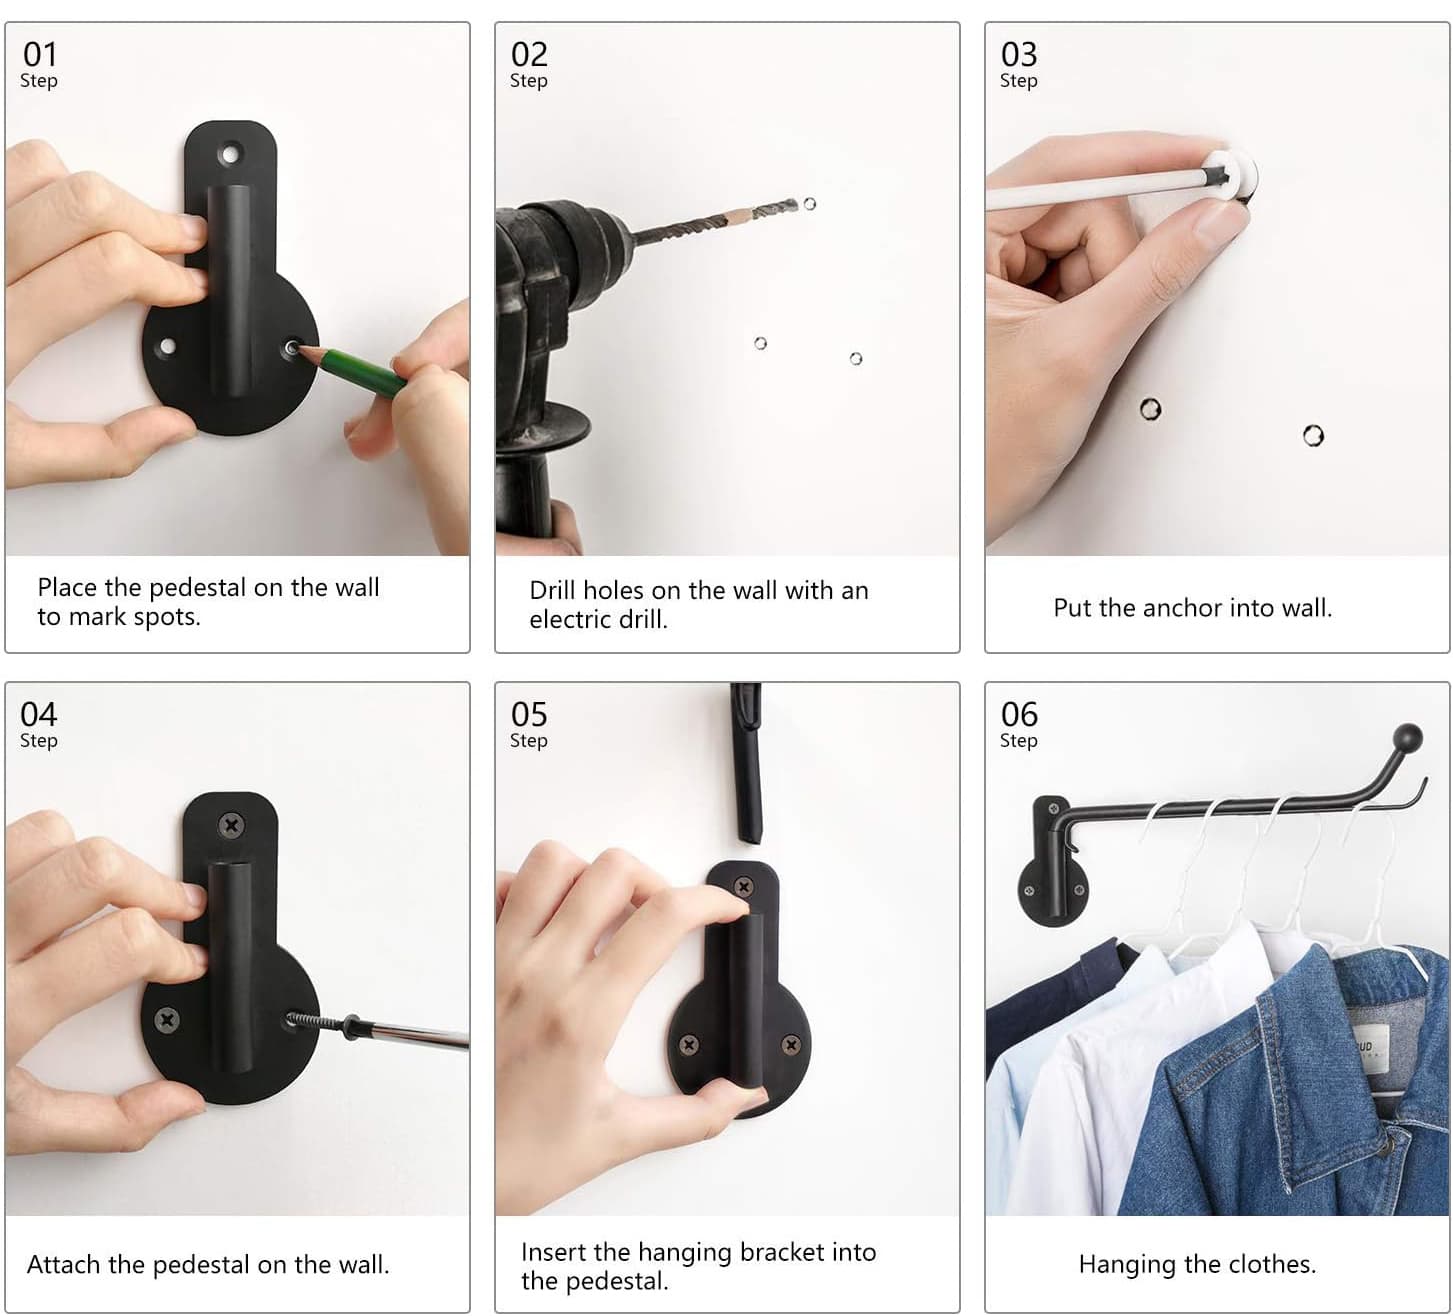 01
Step
02
Step
03
Step
Place the pedestal on the wall
to mark spots.
Drill holes on the wall with an
electric drill.
Put the anchor into wall.
04
Step
05
Step
06
Step
Attach the pedestal on the wall.
Insert the hanging bracket into
the pedestal.
Hanging the clothes.